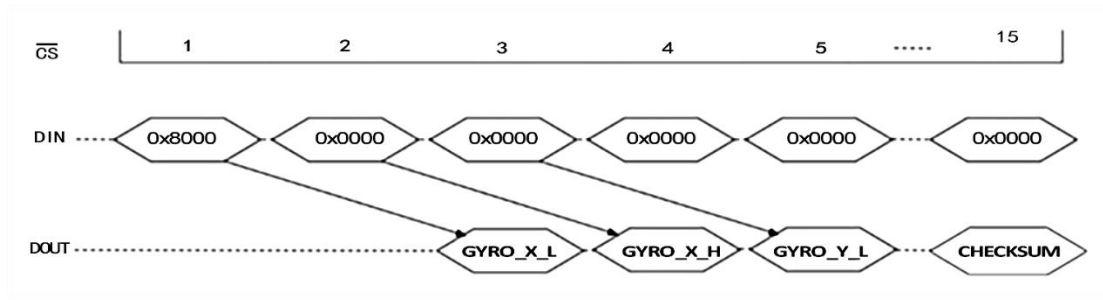 CS 1 2 3 4 5 ..... 15
DIN 0x8000 0x0000 0x0000 0x0000 0x0000 0x0000
DOUT GYRO_X_L GYRO_X_H GYRO_Y_L CHECKSUM